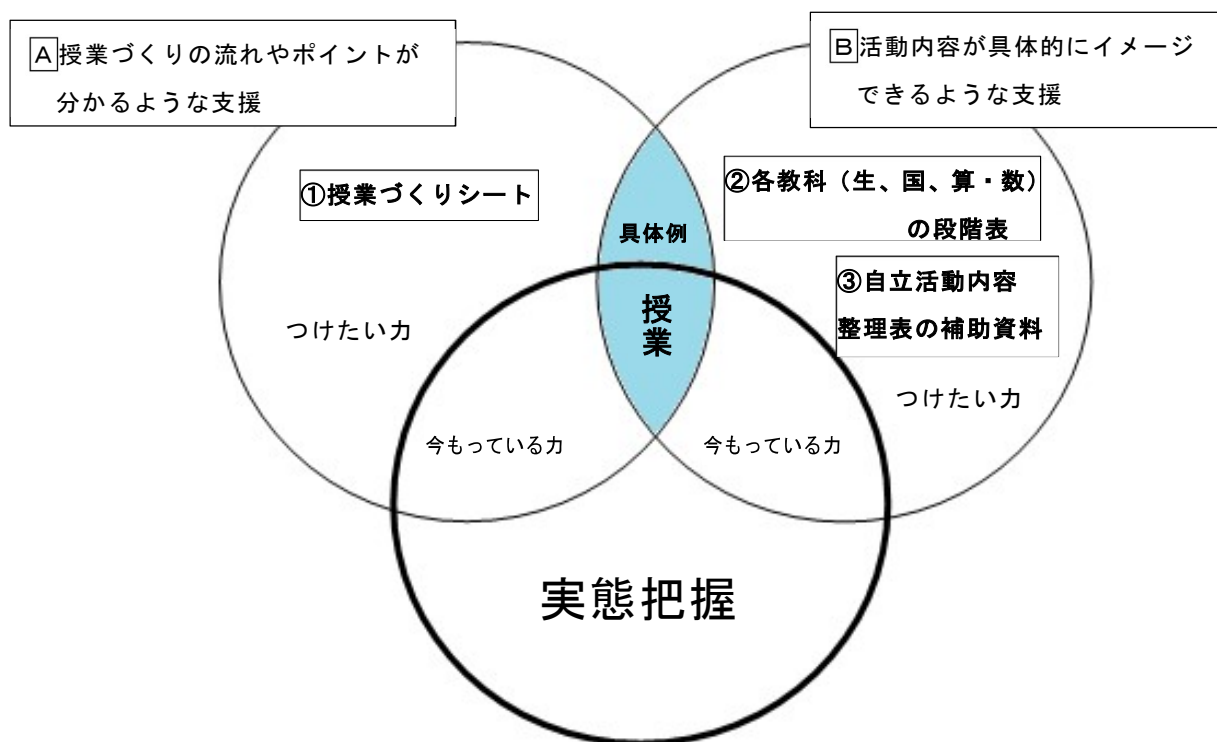 A授業づくりの流れやポイントが
分かるような支援
B活動内容が具体的にイメージ
できるような支援
①授業づくりシート
②各教科（生、国、算・数）
の段階表
具体例
③自立活動内容
整理表の補助資料
授
業
つけたい力
つけたい力
今もっている力
今もっている力
実態把握